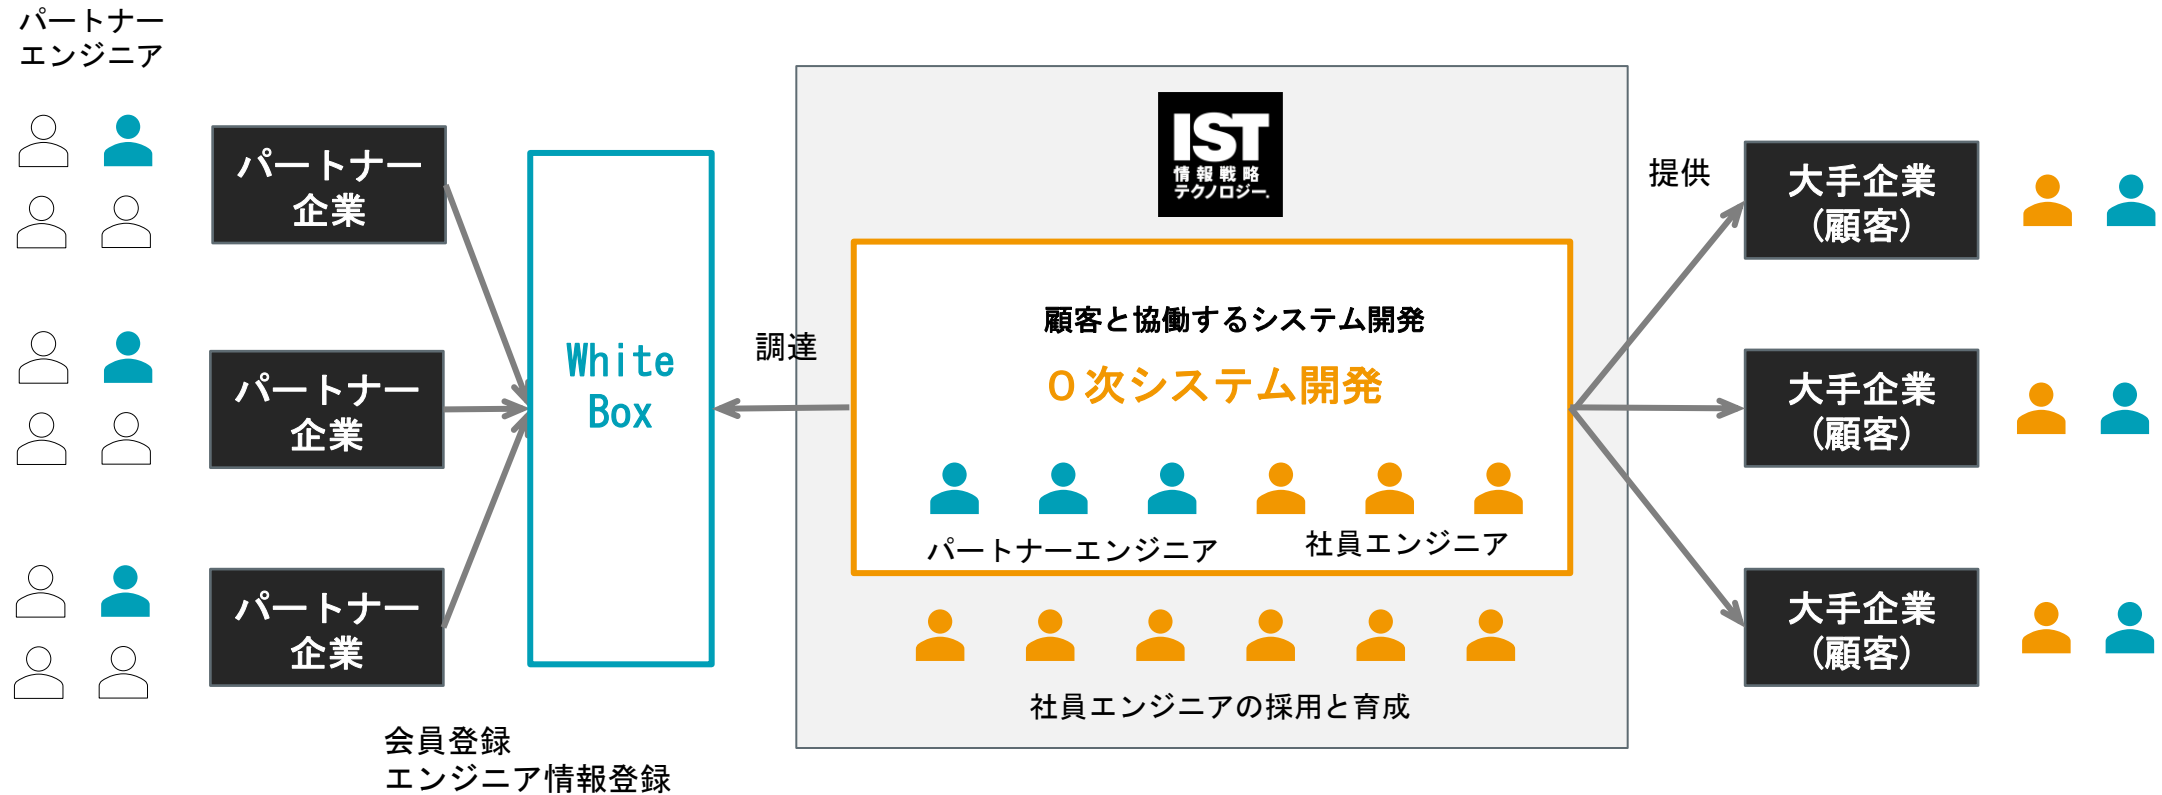 パートナー
エンジニア
パートナー
企業
パートナー
企業
パートナー
企業
会員登録
エンジニア情報登録
White
Box
調達
IST
情報戦略
テクノロジー.
顧客と協働するシステム開発
０次システム開発
パートナーエンジニア
社員エンジニア
社員エンジニアの採用と育成
提供
大手企業
(顧客)
大手企業
(顧客)
大手企業
(顧客)